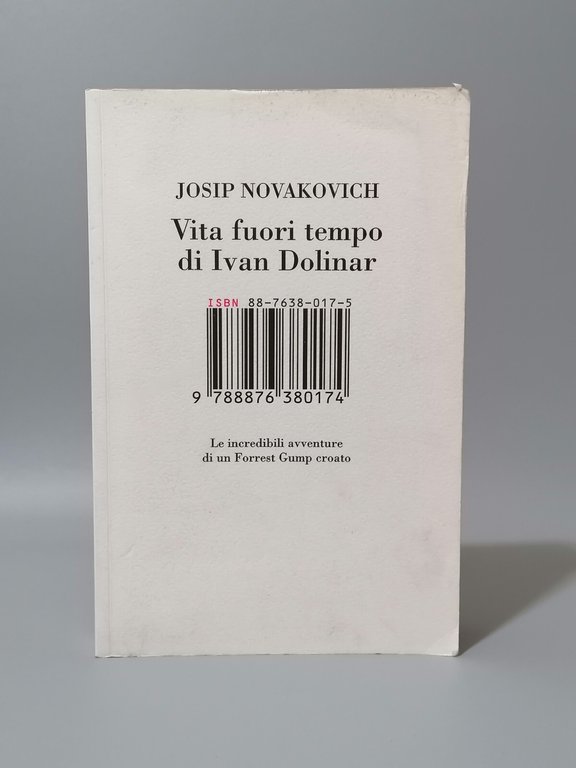 JOSIP NOVAKOVICH
Vita fuori tempo
di Ivan Dolinar
ISBN 88-7638-017-5
9 788876 380174
Le incredibili avventure
di un Forrest Gump croato